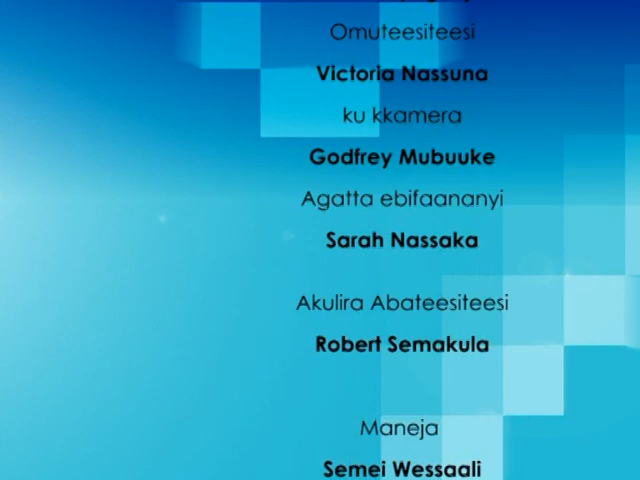 Omuteesiteesi
Victoria Nassuna
ku kkamera
Godfrey Mubuuke
Agatta ebifaananyi
Sarah Nassaka
Akulira Abateesiteesi
Robert Semakula
Maneja
Semei Wessaali